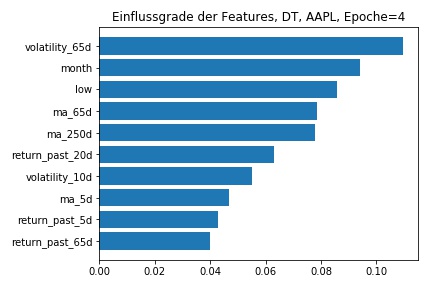 Einflussgrade der Features, DT, AAPL, Epoche=4
volatility_65d
month
low
ma_65d
ma_250d
return_past_20d
volatility_10d
ma_5d
return_past_5d
return_past_65d
0.00 0.02 0.04 0.06 0.08 0.10